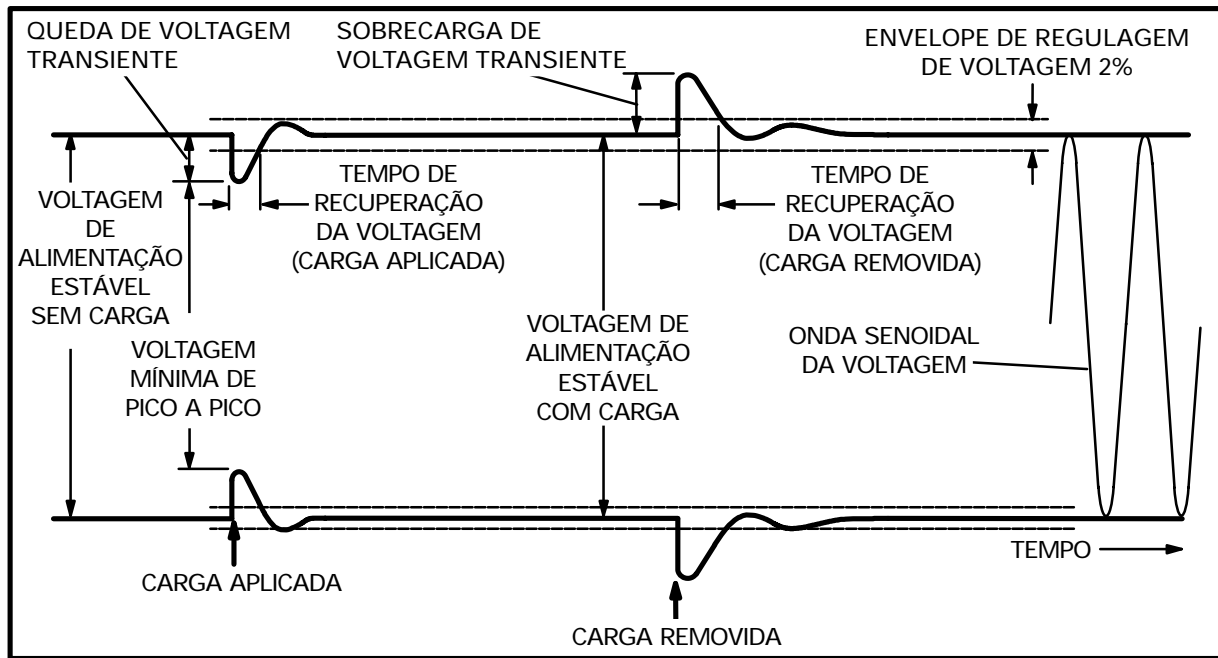 QUEDA DE VOLTAGEM
TRANSIENTE
SOBRECARGA DE
VOLTAGEM TRANSIENTE
ENVELOPE DE REGULAGEM
DE VOLTAGEM 2%
VOLTAGEM
DE
ALIMENTAÇÃO
ESTÁVEL
SEM CARGA
TEMPO DE
RECUPERAÇÃO
DA VOLTAGEM
(CARGA APLICADA)
TEMPO DE
RECUPERAÇÃO
DA VOLTAGEM
(CARGA REMOVIDA)
VOLTAGEM
MÍNIMA DE
PICO A PICO
VOLTAGEM DE
ALIMENTAÇÃO
ESTÁVEL
COM CARGA
ONDA SENOIDAL
DA VOLTAGEM
TEMPO
CARGA APLICADA
CARGA REMOVIDA